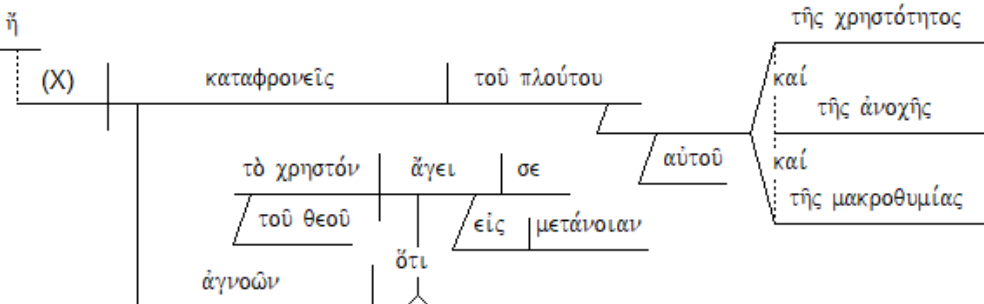 ἤ
τῆς χρηστότητος
(X) καταφρονεῖς τοῦ πλούτου
καί
τῆς ἀνοχῆς
αὐτοῦ
καί
τὸ χρηστόν ἄγει σε
τῆς μακροθυμίας
τοῦ θεοῦ εἰς μετάνοιαν
ὅτι
ἀγνοῶν